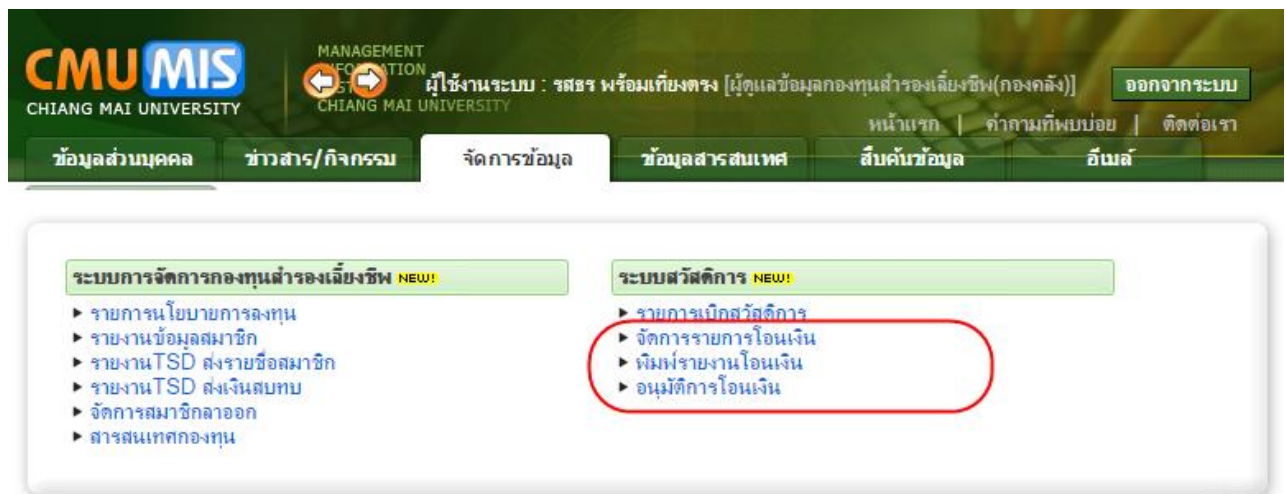 CMU MIS
CHIANG MAI UNIVERSITY
MANAGEMENT
CHIANG MAI UNIVERSITY
ผู้ใช้งานระบบ : รสธร พร้อมเที่ยงตรง [ผู้ดูแลข้อมูลกองทุนสำรองเลี้ยงชีพ(กองคลัง)]
ออกจากระบบ
หน้าแรก | คำถามที่พบบ่อย | ติดต่อเรา
ข้อมูลส่วนบุคคล ข่าวสาร/กิจกรรม จัดการข้อมูล ข้อมูลสารสนเทศ สืบค้นข้อมูล อีเมล์
ระบบการจัดการกองทุนสำรองเลี้ยงชีพ NEW!
รายการนโยบายการลงทุน
รายงานข้อมูลสมาชิก
รายงานTSD ส่งรายชื่อสมาชิก
รายงานTSD ส่งเงินสบทบ
จัดการสมาชิกลาออก
สารสนเทศกองทุน
ระบบสวัสดิการ NEW!
รายการเบิกสวัสดิการ
จัดการรายการโอนเงิน
พิมพ์รายงานโอนเงิน
อนุมัติการโอนเงิน